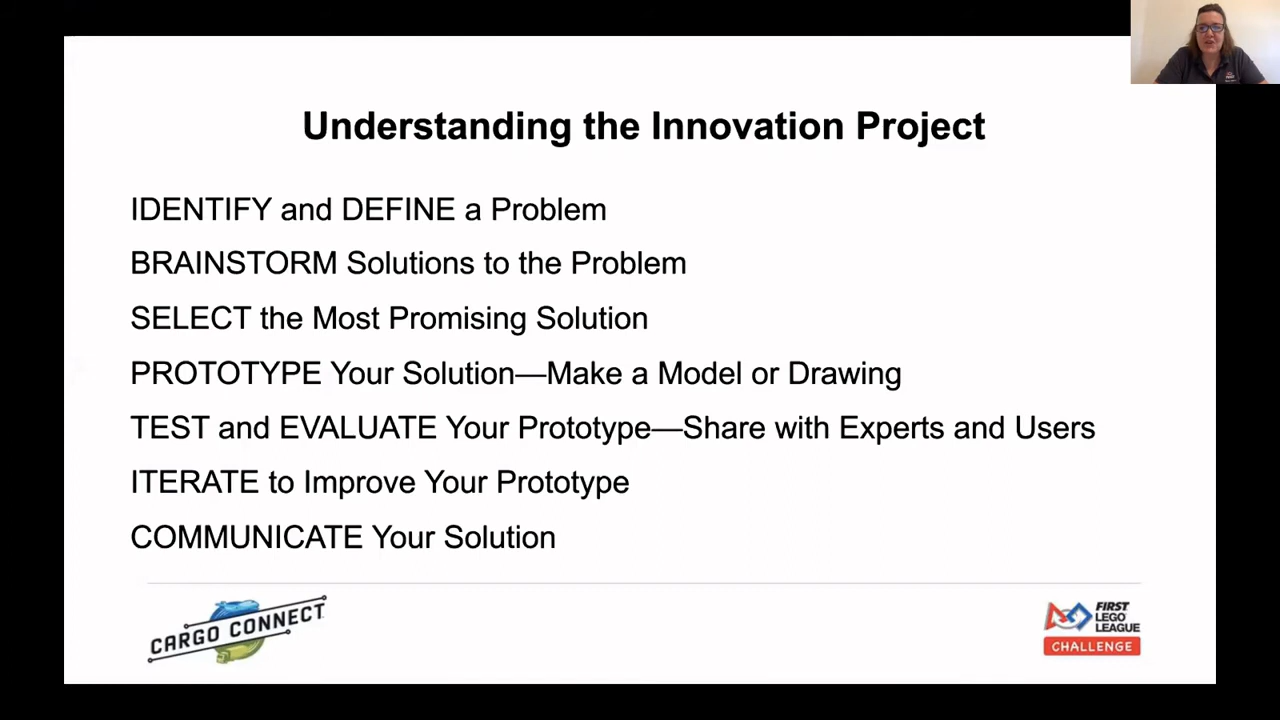 Understanding the Innovation Project
IDENTIFY and DEFINE a Problem
BRAINSTORM Solutions to the Problem
SELECT the Most Promising Solution
PROTOTYPE Your Solution—Make a Model or Drawing
TEST and EVALUATE Your Prototype—Share with Experts and Users
ITERATE to Improve Your Prototype
COMMUNICATE Your Solution
CARGO CONNECT
FIRST
LEGO
LEAGUE
CHALLENGE